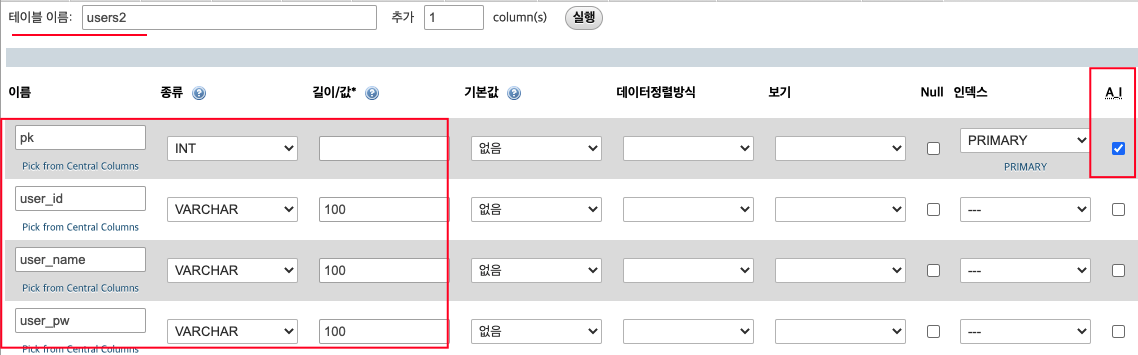 테이블 이름: users2 추가 1 column(s) 실행
이름 종류 길이/값* 기본값 데이터정렬방식 보기 Null 인덱스 A_I
pk INT 없음 PRIMARY
Pick from Central Columns PRIMARY
user_id VARCHAR 100 없음 ---
Pick from Central Columns
user_name VARCHAR 100 없음 ---
Pick from Central Columns
user_pw VARCHAR 100 없음 ---
Pick from Central Columns